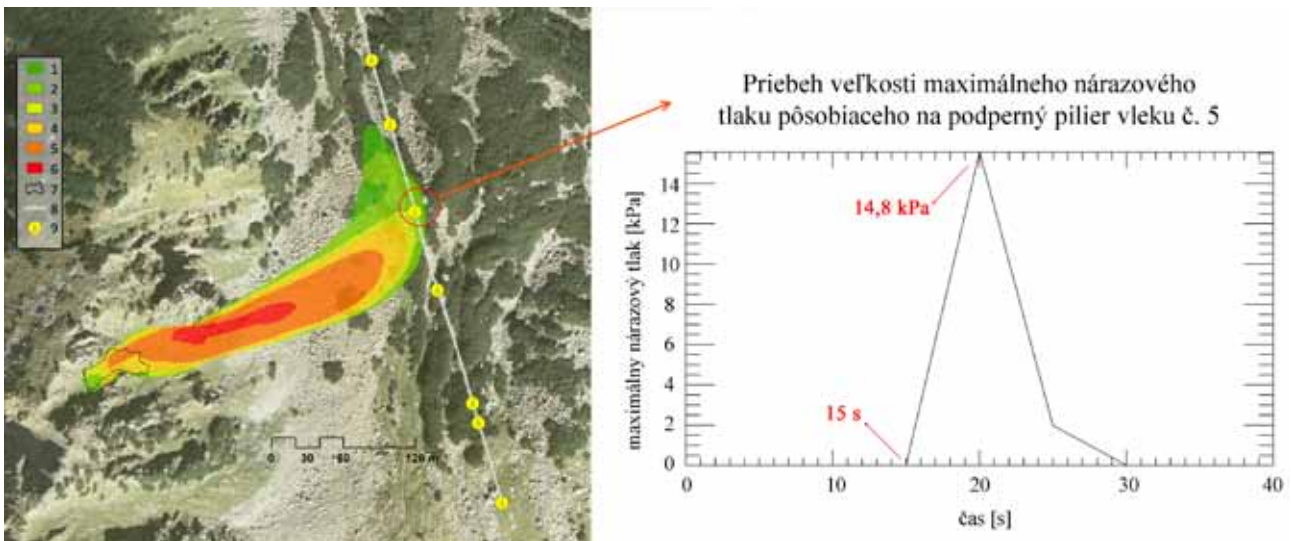 1
2
3
4
5
6
7
8
9
0 30 60 120 m
Priebeh veľkosti maximálneho nárazového
tlaku pôsobiaceho na podperný pilier vleku č. 5
maximálny nárazový tlak [kPa]
14
12
10
8
6
4
2
0
14,8 kPa
15 s
0 10 20 30 40
čas [s]